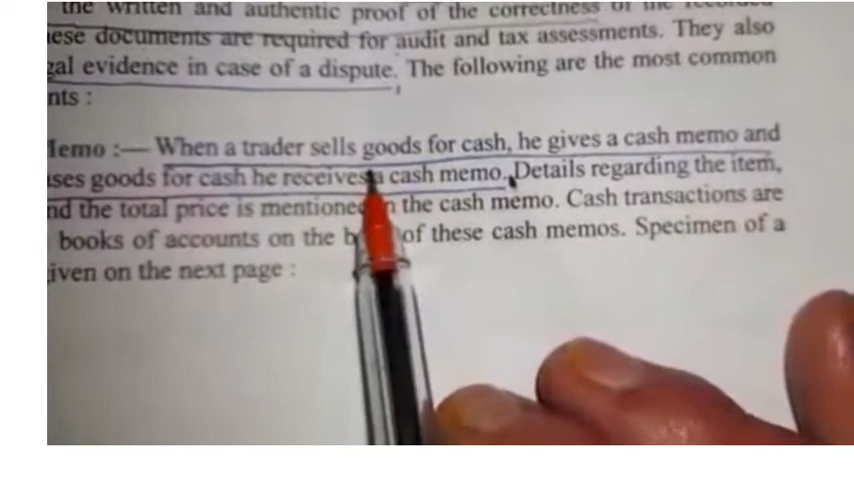 the written and authentic proof of the correctness of the recorded
ese documents are required for audit and tax assessments. They also
gal evidence in case of a dispute. The following are the most common
nts :
Memo :— When a trader sells goods for cash, he gives a cash memo and
ses goods for cash he receives a cash memo. Details regarding the item,
nd the total price is mentioned in the cash memo. Cash transactions are
books of accounts on the b of these cash memos. Specimen of a
iven on the next page :